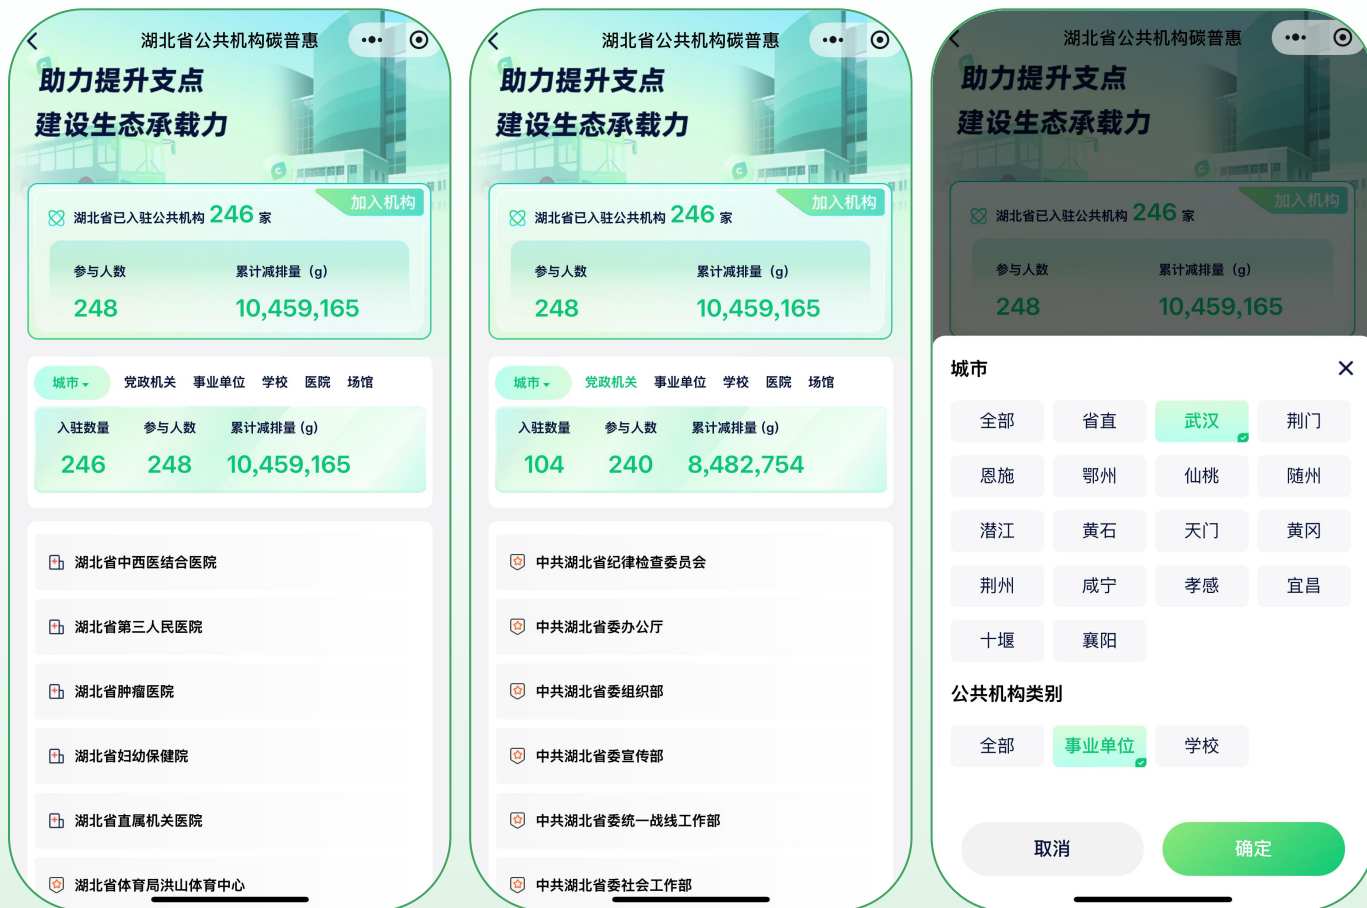 湖北省公共机构碳普惠
助力提升支点
建设生态承载力
加入机构
湖北省已入驻公共机构 246 家
参与人数 累计减排量（g）
248 10,459,165
城市 党政机关 事业单位 学校 医院 场馆
入驻数量 参与人数 累计减排量 (g)
246 248 10,459,165
湖北省中西医结合医院
湖北省第三人民医院
湖北省肿瘤医院
湖北省妇幼保健院
湖北省直属机关医院
湖北省体育局洪山体育中心
湖北省公共机构碳普惠
助力提升支点
建设生态承载力
加入机构
湖北省已入驻公共机构 246 家
参与人数 累计减排量（g）
248 10,459,165
城市 党政机关 事业单位 学校 医院 场馆
入驻数量 参与人数 累计减排量 (g)
104 240 8,482,754
中共湖北省纪律检查委员会
中共湖北省委办公厅
中共湖北省委组织部
中共湖北省委宣传部
中共湖北省委统一战线工作部
中共湖北省委社会工作部
湖北省公共机构碳普惠
助力提升支点
建设生态承载力
加入机构
湖北省已入驻公共机构 246 家
参与人数 累计减排量（g）
248 10,459,165
城市
全部 省直 武汉 荆门
恩施 鄂州 仙桃 随州
潜江 黄石 天门 黄冈
荆州 咸宁 孝感 宜昌
十堰 襄阳
公共机构类别
全部 事业单位 学校
取消 确定